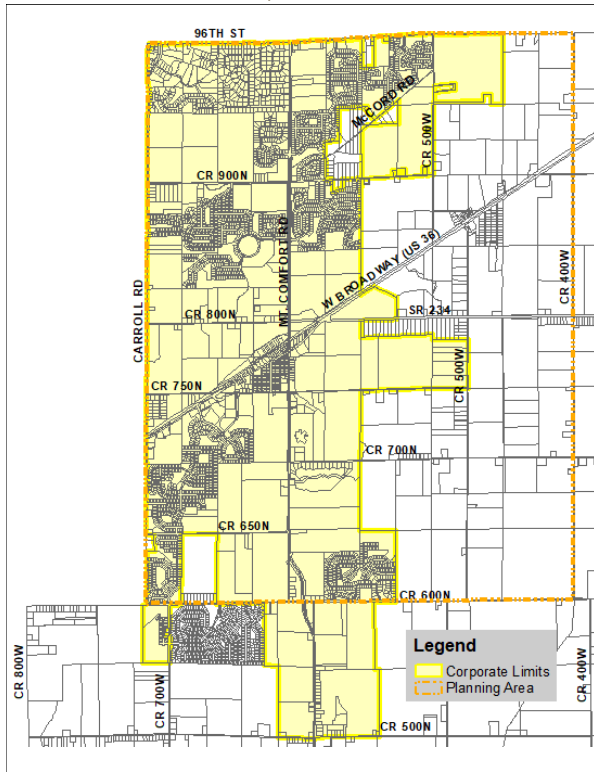 96TH ST
McCORD RD
CR 500W
CR 900N
MT. COMFORT RD
W BROADWAY (US 36)
CR 400W
CARROLL RD
CR 800N
SR 234
CR 750N
CR 500W
CR 700N
CR 650N
CR 600N
Legend
Corporate Limits
Planning Area
CR 800W
CR 700W
CR 400W
CR 500N